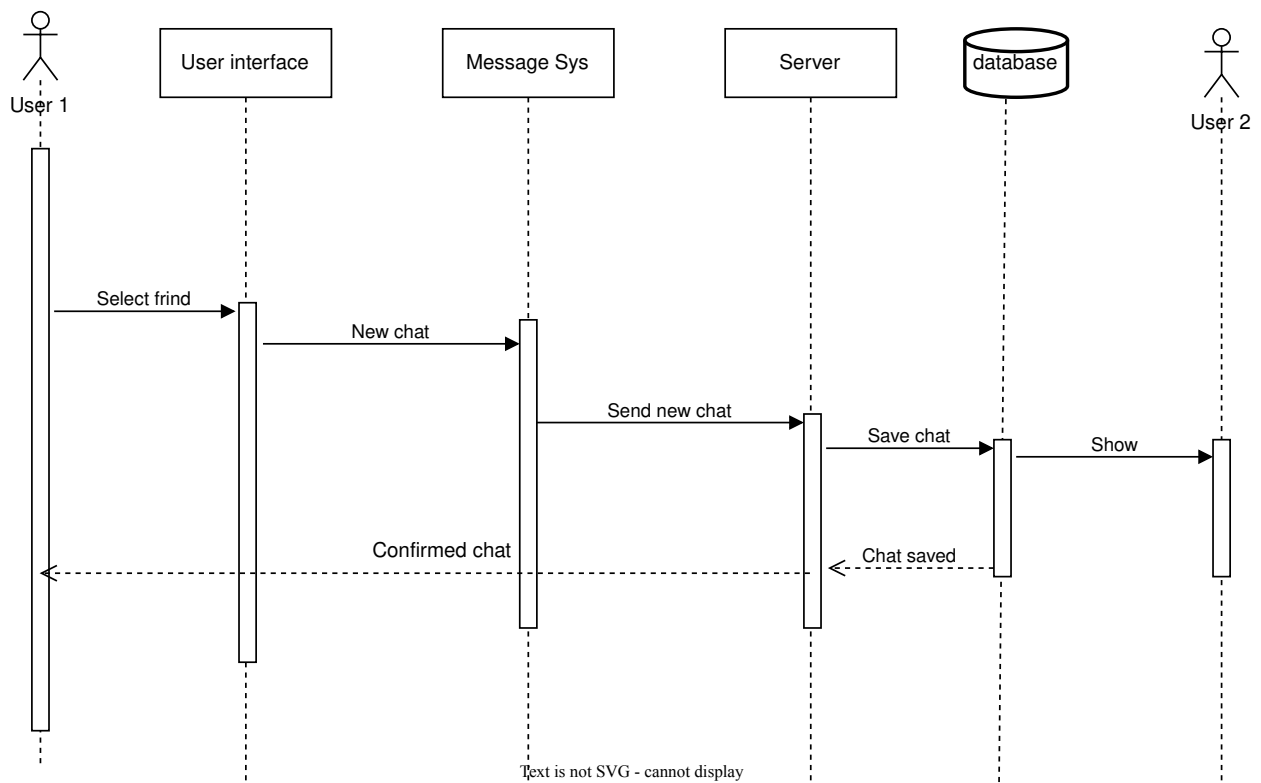 User 1
User interface
Message Sys
Server
database
User 2
Select frind
New chat
Send new chat
Save chat
Show
Confirmed chat
Chat saved
Text is not SVG - cannot display